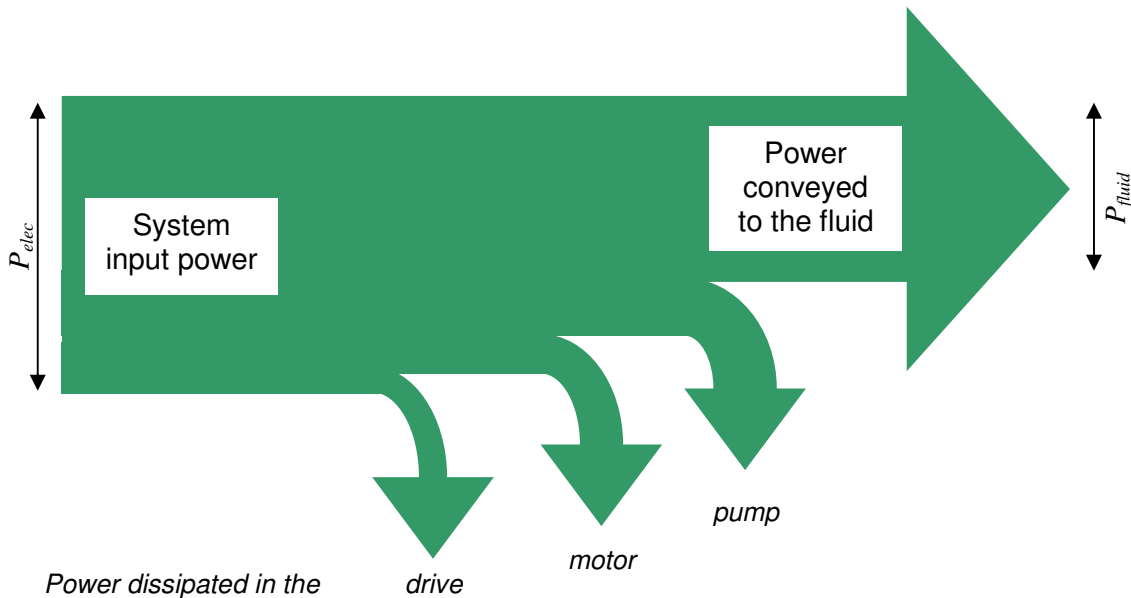 P_elec
System
input power
Power
conveyed
to the fluid
P_fluid
pump
motor
Power dissipated in the drive